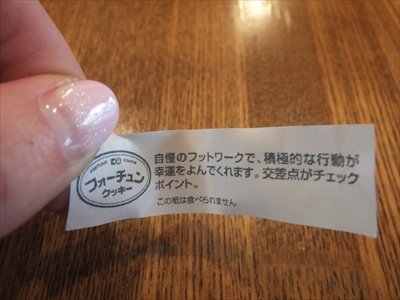 フォーチュン
クッキー
自慢のフットワークで、積極的な行動が
幸運をよんでくれます。交差点がチェック
ポイント。
この紙は食べられません